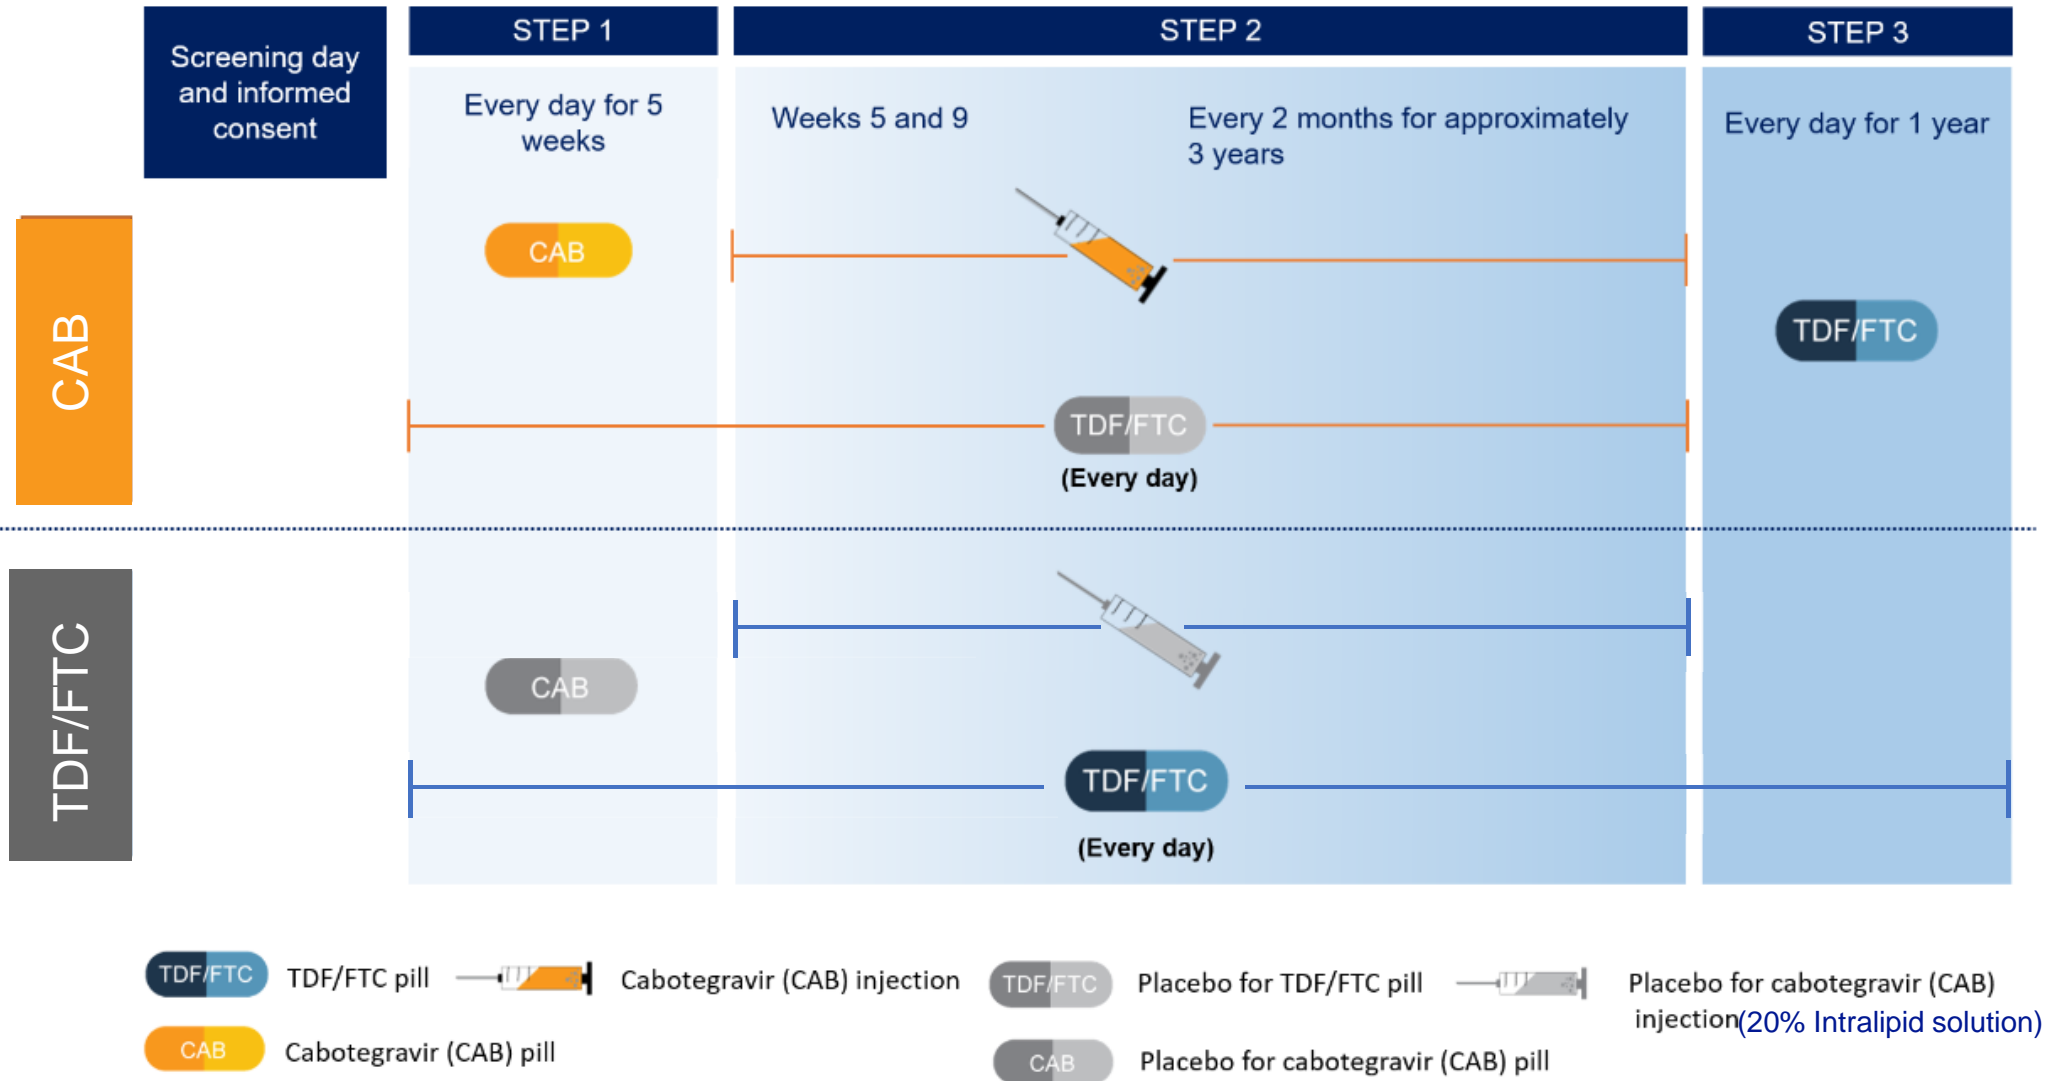 Screening day
and informed
consent
STEP 1
STEP 2
STEP 3
Every day for 5
weeks
Weeks 5 and 9
Every 2 months for approximately
3 years
Every day for 1 year
CAB
CAB
TDF/FTC
TDF/FTC
(Every day)
TDF/FTC
CAB
TDF/FTC
(Every day)
TDF/FTC
TDF/FTC pill
Cabotegravir (CAB) injection
TDF/FTC
Placebo for TDF/FTC pill
Placebo for cabotegravir (CAB)
injection(20% Intralipid solution)
CAB
Cabotegravir (CAB) pill
CAB
Placebo for cabotegravir (CAB) pill